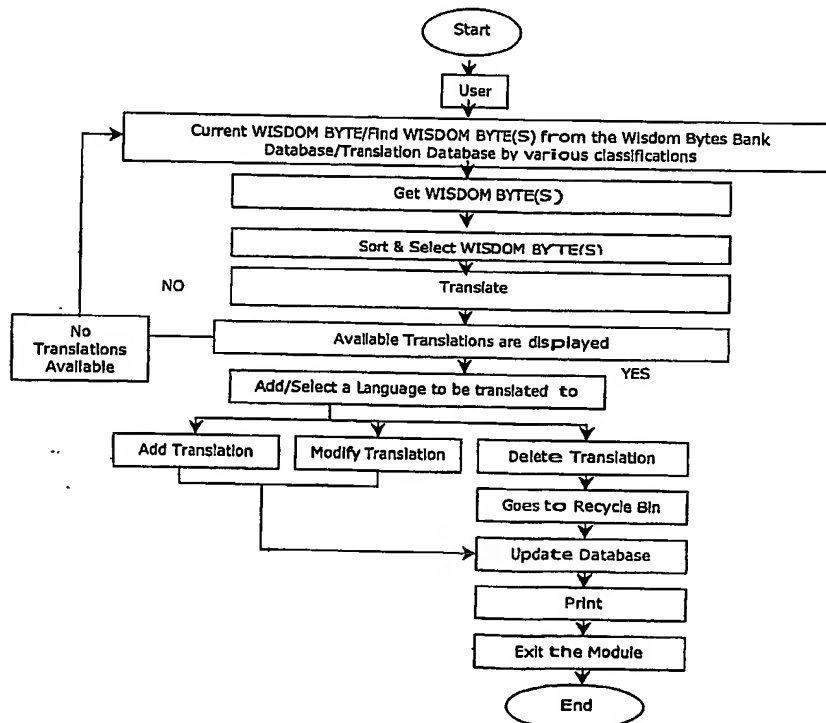 Start
User
Current WISDOM BYTE/Find WISDOM BYTE(S) from the Wisdom Bytes Bank
Database/Translation Database by various classifications
Get WISDOM BYTE(S)
Sort & Select WISDOM BYTE(S)
NO
Translate
No
Translations
Available
Available Translations are displayed
YES
Add/Select a Language to be translated to
Add Translation
Modify Translation
Delete Translation
Goes to Recycle Bin
Update Database
Print
Exit the Module
End